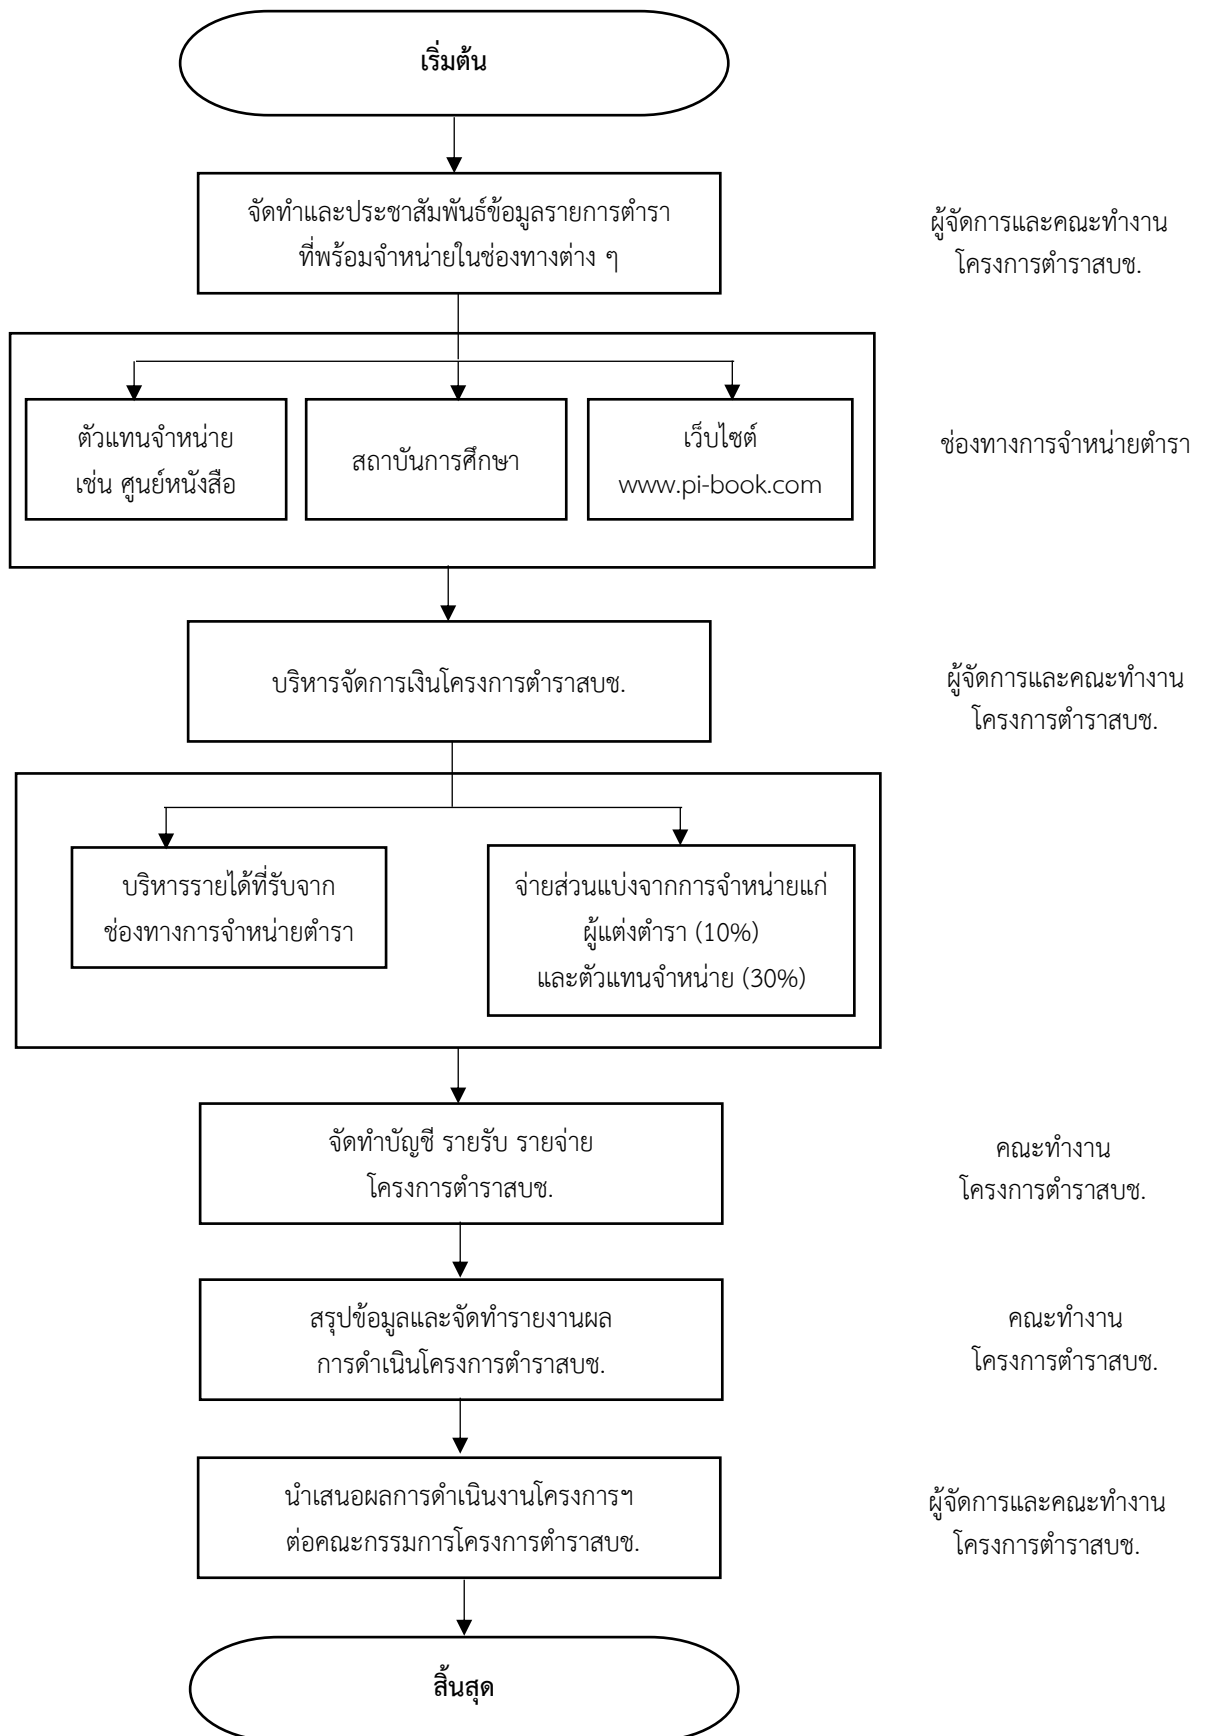 เริ่มต้น
จัดทำและประชาสัมพันธ์ข้อมูลรายการตำรา
ที่พร้อมจำหน่ายในช่องทางต่าง ๆ
ผู้จัดการและคณะทำงาน
โครงการตำราสบช.
ตัวแทนจำหน่าย
เช่น ศูนย์หนังสือ
สถาบันการศึกษา
เว็บไซต์
www.pi-book.com
ช่องทางการจำหน่ายตำรา
บริหารจัดการเงินโครงการตำราสบช.
ผู้จัดการและคณะทำงาน
โครงการตำราสบช.
บริหารรายได้ที่รับจาก
ช่องทางการจำหน่ายตำรา
จ่ายส่วนแบ่งจากการจำหน่ายแก่
ผู้แต่งตำรา (10%)
และตัวแทนจำหน่าย (30%)
จัดทำบัญชี รายรับ รายจ่าย
โครงการตำราสบช.
คณะทำงาน
โครงการตำราสบช.
สรุปข้อมูลและจัดทำรายงานผล
การดำเนินโครงการตำราสบช.
คณะทำงาน
โครงการตำราสบช.
นำเสนอผลการดำเนินงานโครงการฯ
ต่อคณะกรรมการโครงการตำราสบช.
ผู้จัดการและคณะทำงาน
โครงการตำราสบช.
สิ้นสุด